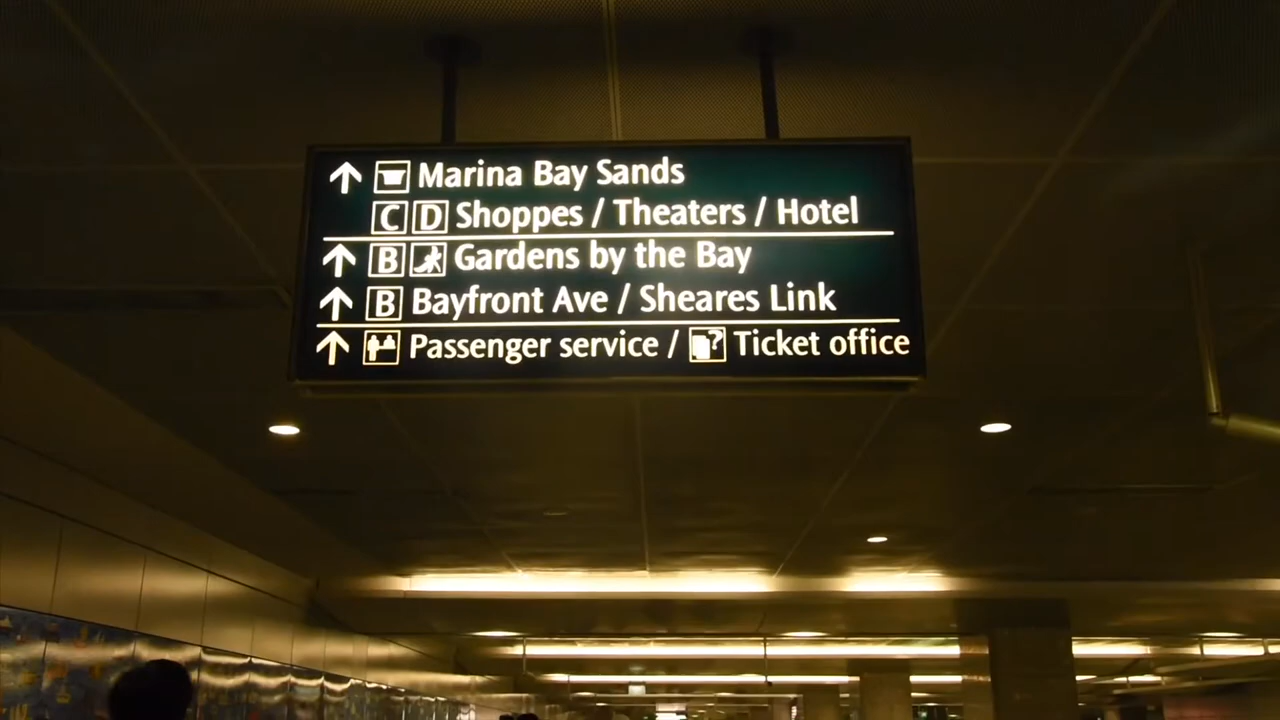 Marina Bay Sands
C D Shoppes / Theaters / Hotel
B Gardens by the Bay
B Bayfront Ave / Sheares Link
Passenger service / ? Ticket office